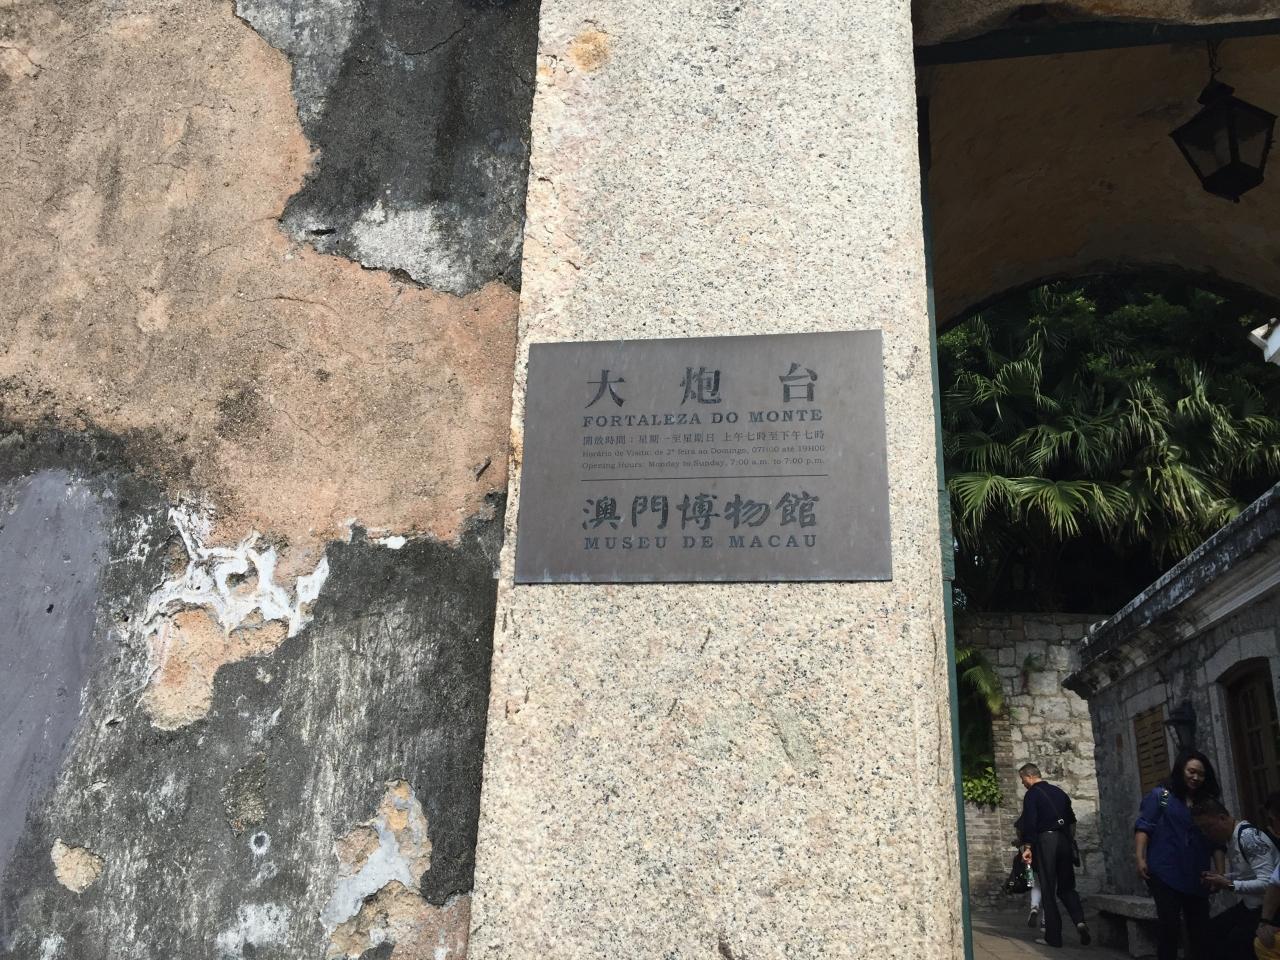 大炮台
FORTALEZA DO MONTE
開放時間：星期一至星期日 上午七時至下午七時
Horário de Visita: de 2ª feira ao Domingo, 07H00 até 19H00
Opening Hours: Monday to Sunday, 7:00 a.m. to 7:00 p.m.
澳門博物館
MUSEU DE MACAU